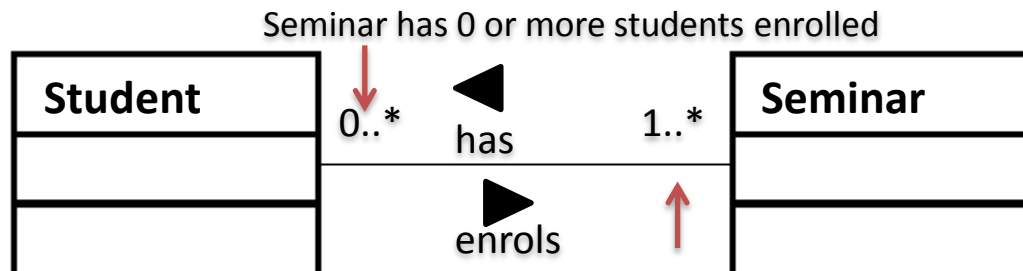 Seminar has 0 or more students enrolled
Student
0..*
has
1..*
Seminar
enrols